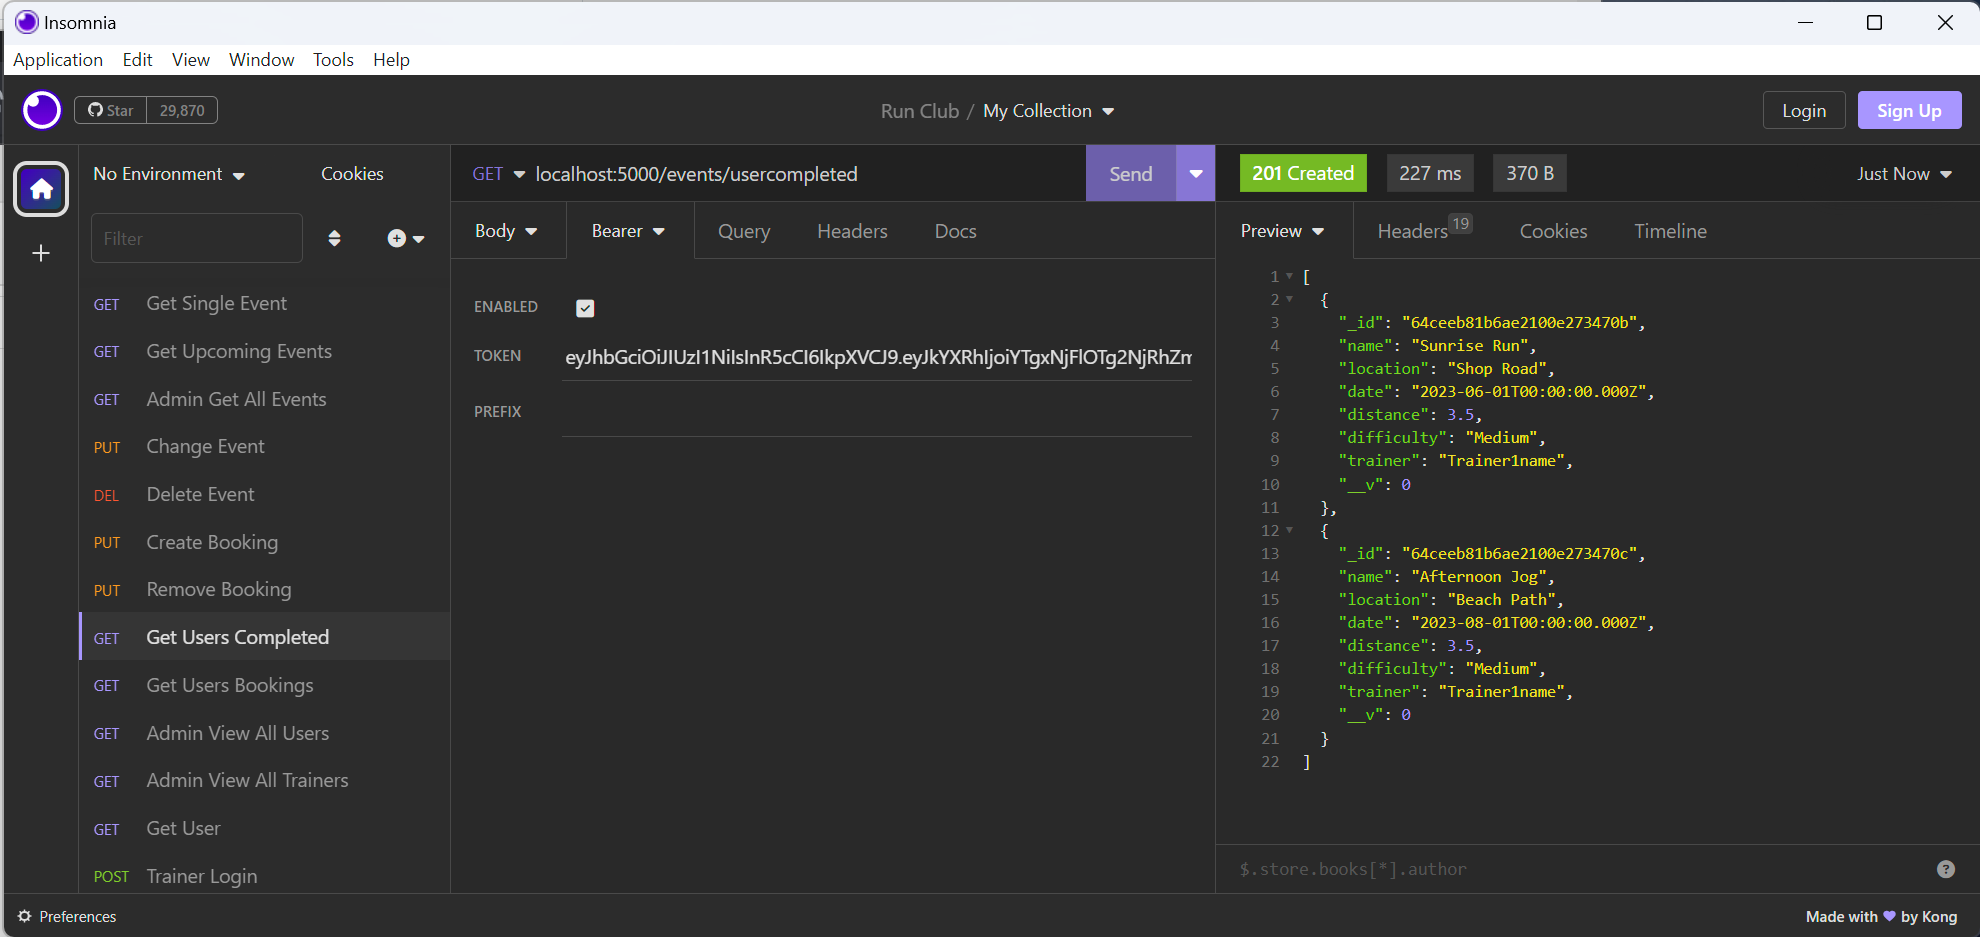 Insomnia
Application Edit View Window Tools Help
Star 29,870
Run Club / My Collection
Login Sign Up
No Environment Cookies
Filter
GET Get Single Event
GET Get Upcoming Events
GET Admin Get All Events
PUT Change Event
DEL Delete Event
PUT Create Booking
PUT Remove Booking
GET Get Users Completed
GET Get Users Bookings
GET Admin View All Users
GET Admin View All Trainers
GET Get User
POST Trainer Login
GET localhost:5000/events/usercompleted Send
Body Bearer Query Headers Docs
ENABLED
TOKEN eyJhbGciOiJIUzI1NiIsInR5cCI6IkpXVCJ9.eyJkYXRhIjoiYTgxNjFlOTg2NjRhZm
PREFIX
201 Created 227 ms 370 B Just Now
Preview Headers 19 Cookies Timeline
1 [
2 {
3 "_id": "64ceeb81b6ae2100e273470b",
4 "name": "Sunrise Run",
5 "location": "Shop Road",
6 "date": "2023-06-01T00:00:00.000Z",
7 "distance": 3.5,
8 "difficulty": "Medium",
9 "trainer": "Trainer1name",
10 "__v": 0
11 },
12 {
13 "_id": "64ceeb81b6ae2100e273470c",
14 "name": "Afternoon Jog",
15 "location": "Beach Path",
16 "date": "2023-08-01T00:00:00.000Z",
17 "distance": 3.5,
18 "difficulty": "Medium",
19 "trainer": "Trainer1name",
20 "__v": 0
21 }
22 ]
$.store.books[*].author
Preferences
Made with ♥ by Kong